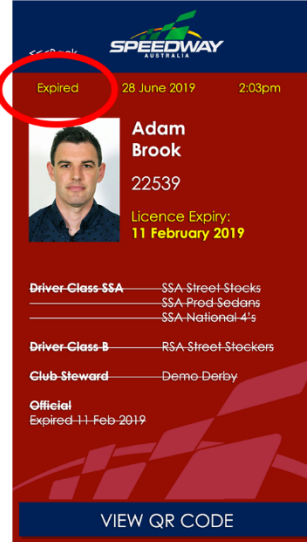 <<<Back
SPEEDWAY
AUSTRALIA
Expired 28 June 2019 2:03pm
Adam
Brook
22539
Licence Expiry:
11 February 2019
Driver Class SSA SSA Street Stocks
SSA Prod Sedans
SSA National 4's
Driver Class B RSA Street Stockers
Club Steward Demo Derby
Official
Expired 11 Feb 2019
VIEW QR CODE